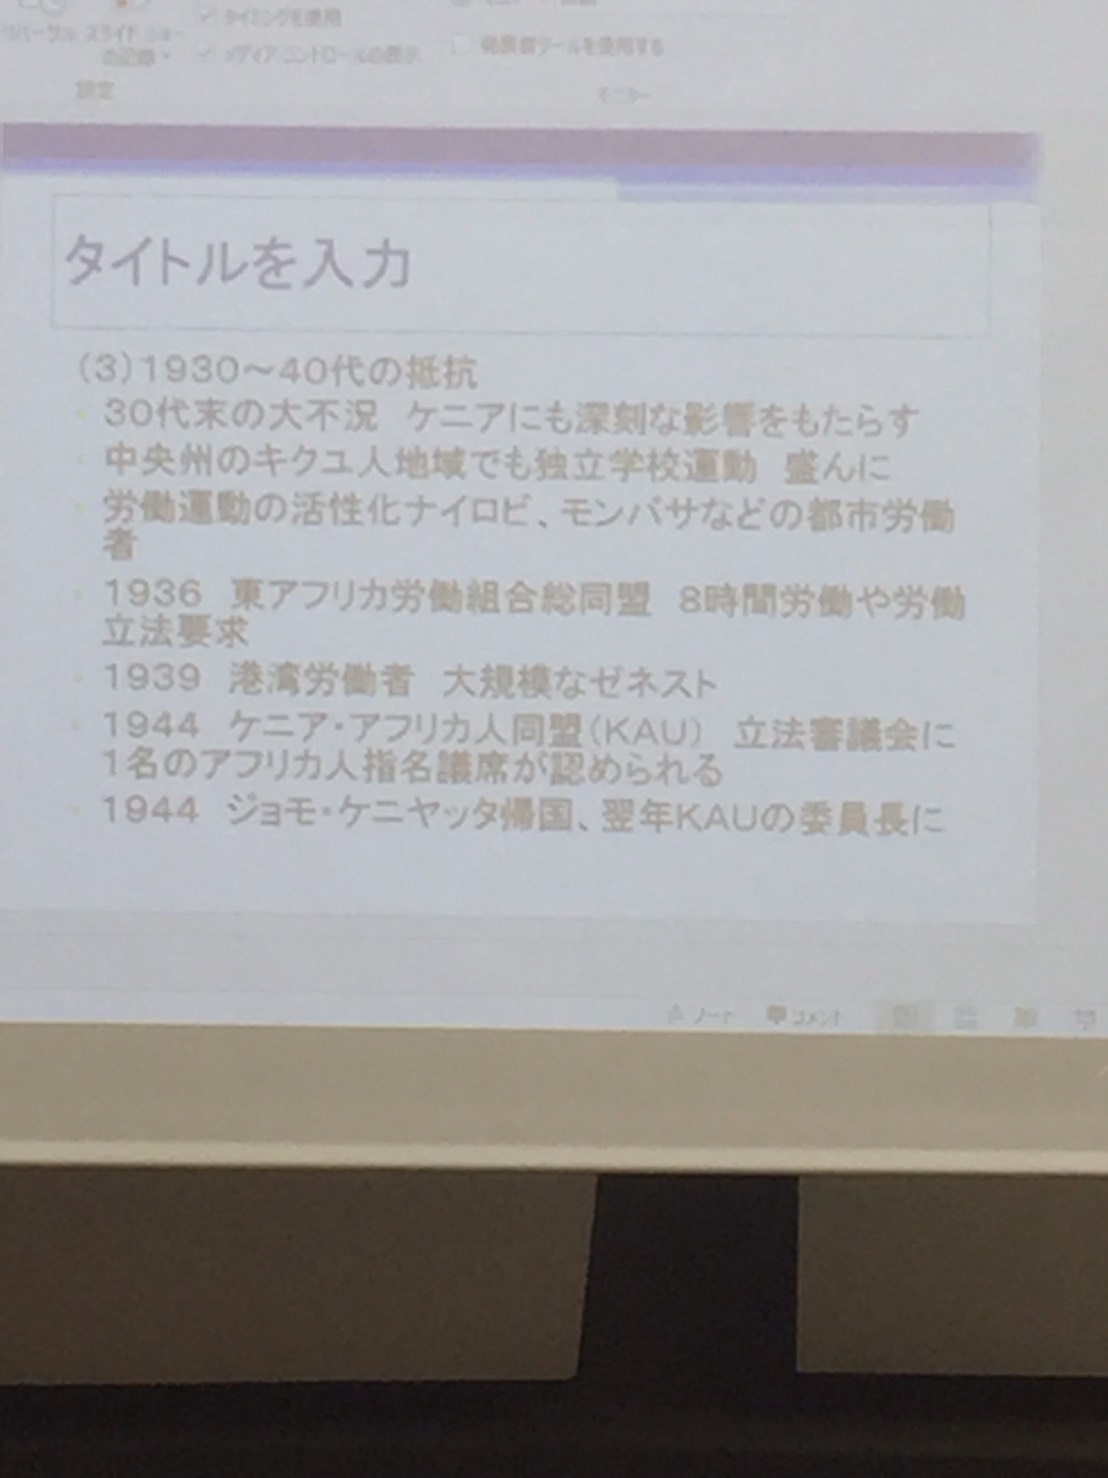 リハーサル スライド ショー
の記録
タイミングを使用
メディア コントロールの表示
発表者ツールを使用する
設定
モニター
タイトルを入力
（3）1930～40代の抵抗
30代末の大不況　ケニアにも深刻な影響をもたらす
中央州のキクユ人地域でも独立学校運動　盛んに
労働運動の活性化ナイロビ、モンバサなどの都市労働
者
1936　東アフリカ労働組合総同盟　8時間労働や労働
立法要求
1939　港湾労働者　大規模なゼネスト
1944　ケニア・アフリカ人同盟（KAU）　立法審議会に
1名のアフリカ人指名議席が認められる
1944　ジョモ・ケニヤッタ帰国、翌年KAUの委員長に
ノート コメント